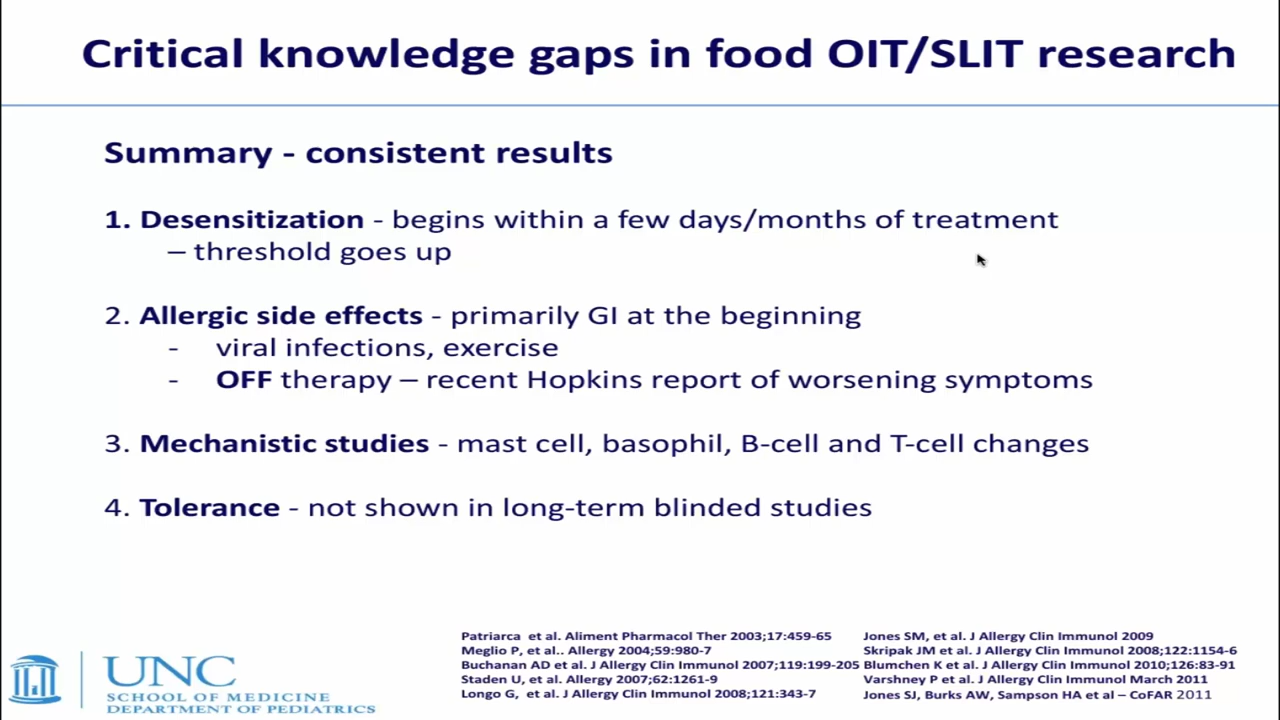 Critical knowledge gaps in food OIT/SLIT research
Summary - consistent results
1. Desensitization - begins within a few days/months of treatment
– threshold goes up
2. Allergic side effects - primarily GI at the beginning
- viral infections, exercise
- OFF therapy – recent Hopkins report of worsening symptoms
3. Mechanistic studies - mast cell, basophil, B-cell and T-cell changes
4. Tolerance - not shown in long-term blinded studies
Patriarca et al. Aliment Pharmacol Ther 2003;17:459-65
Meglio P, et al.. Allergy 2004;59:980-7
Buchanan AD et al. J Allergy Clin Immunol 2007;119:199-205
Staden U, et al. Allergy 2007;62:1261-9
Longo G, et al. J Allergy Clin Immunol 2008;121:343-7
Jones SM, et al. J Allergy Clin Immunol 2009
Skripak JM et al. J Allergy Clin Immunol 2008;122:1154-6
Blumchen K et al. J Allergy Clin Immunol 2010;126:83-91
Varshney P et al. J Allergy Clin Immunol March 2011
Jones SJ, Burks AW, Sampson HA et al – CoFAR 2011
UNC
SCHOOL OF MEDICINE
DEPARTMENT OF PEDIATRICS